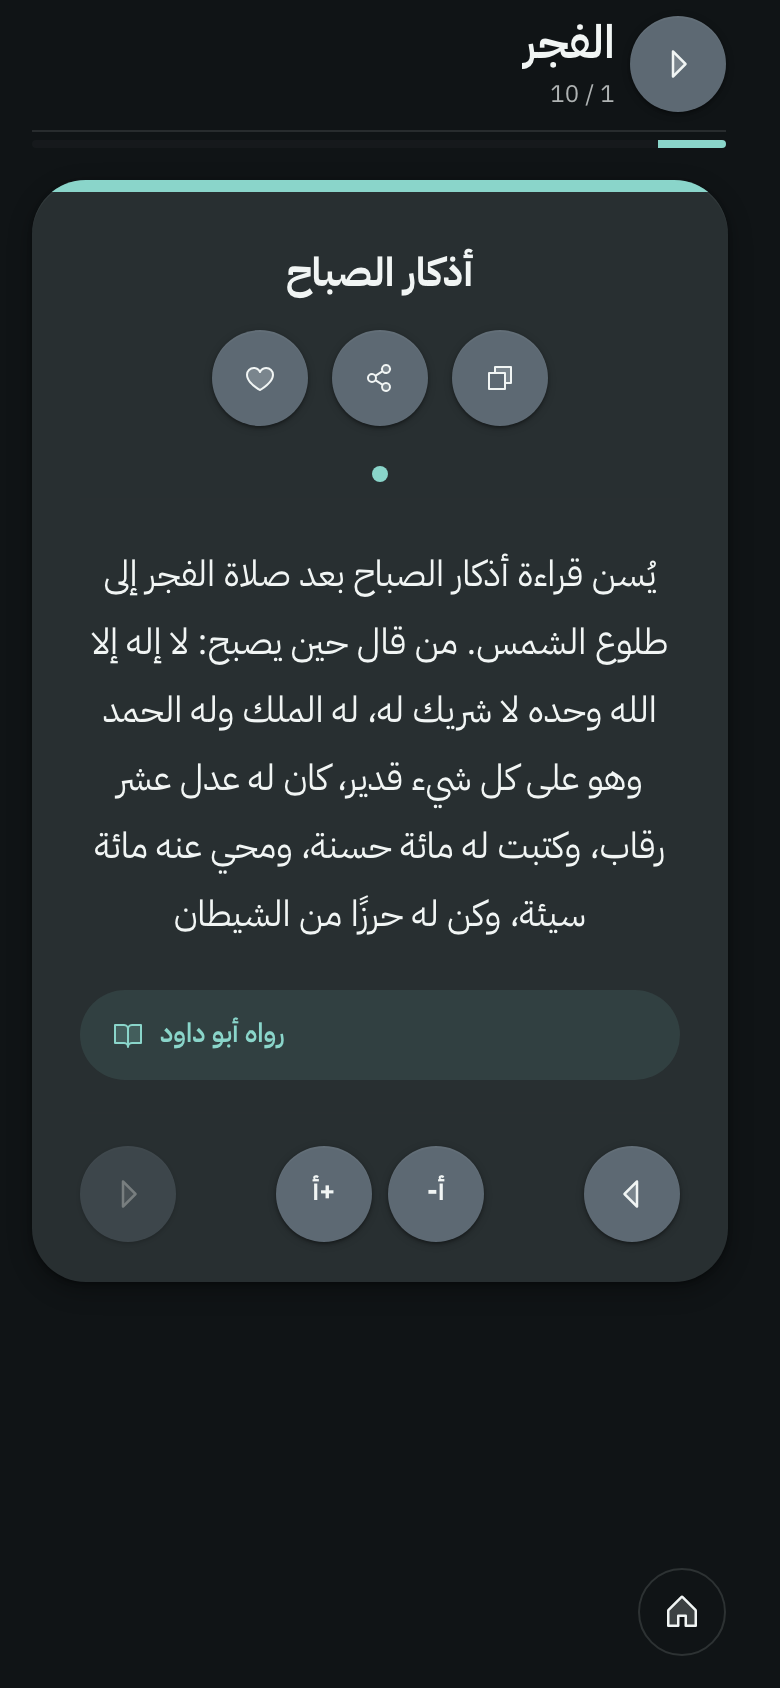 الفجر
1 / 10
أذكار الصباح
يُسن قراءة أذكار الصباح بعد صلاة الفجر إلى
طلوع الشمس. من قال حين يصبح: لا إله إلا
الله وحده لا شريك له، له الملك وله الحمد
وهو على كل شيء قدير، كان له عدل عشر
رقاب، وكتبت له مائة حسنة، ومحي عنه مائة
سيئة، وكن له حرزًا من الشيطان
رواه أبو داود
أ-
أ+